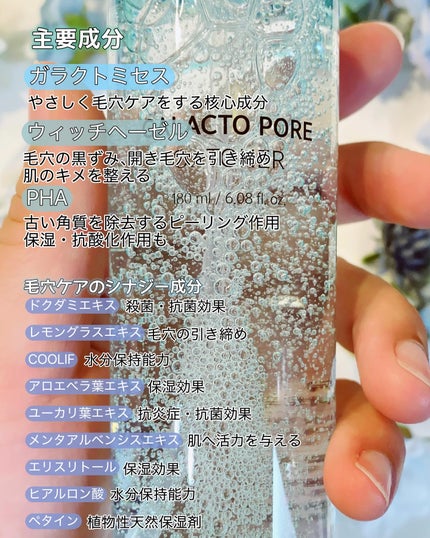 主要成分
ガラクトミセス
やさしく毛穴ケアをする核心成分
ウィッチヘーゼル
ACTO PORE
毛穴の黒ずみ、開き毛穴を引き締め
R
肌のキメを整える
PHA
180 ml / 6.08 fl. oz.
古い角質を除去するピーリング作用
保湿・抗酸化作用も
毛穴ケアのシナジー成分
ドクダミエキス 殺菌・抗菌効果
レモングラスエキス 毛穴の引き締め
COOLIF 水分保持能力
アロエベラ葉エキス 保湿効果
ユーカリ葉エキス 抗炎症・抗菌効果
メンタアルベンシスエキス 肌へ活力を与える
エリスリトール 保湿効果
ヒアルロン酸 水分保持能力
ベタイン 植物性天然保湿剤